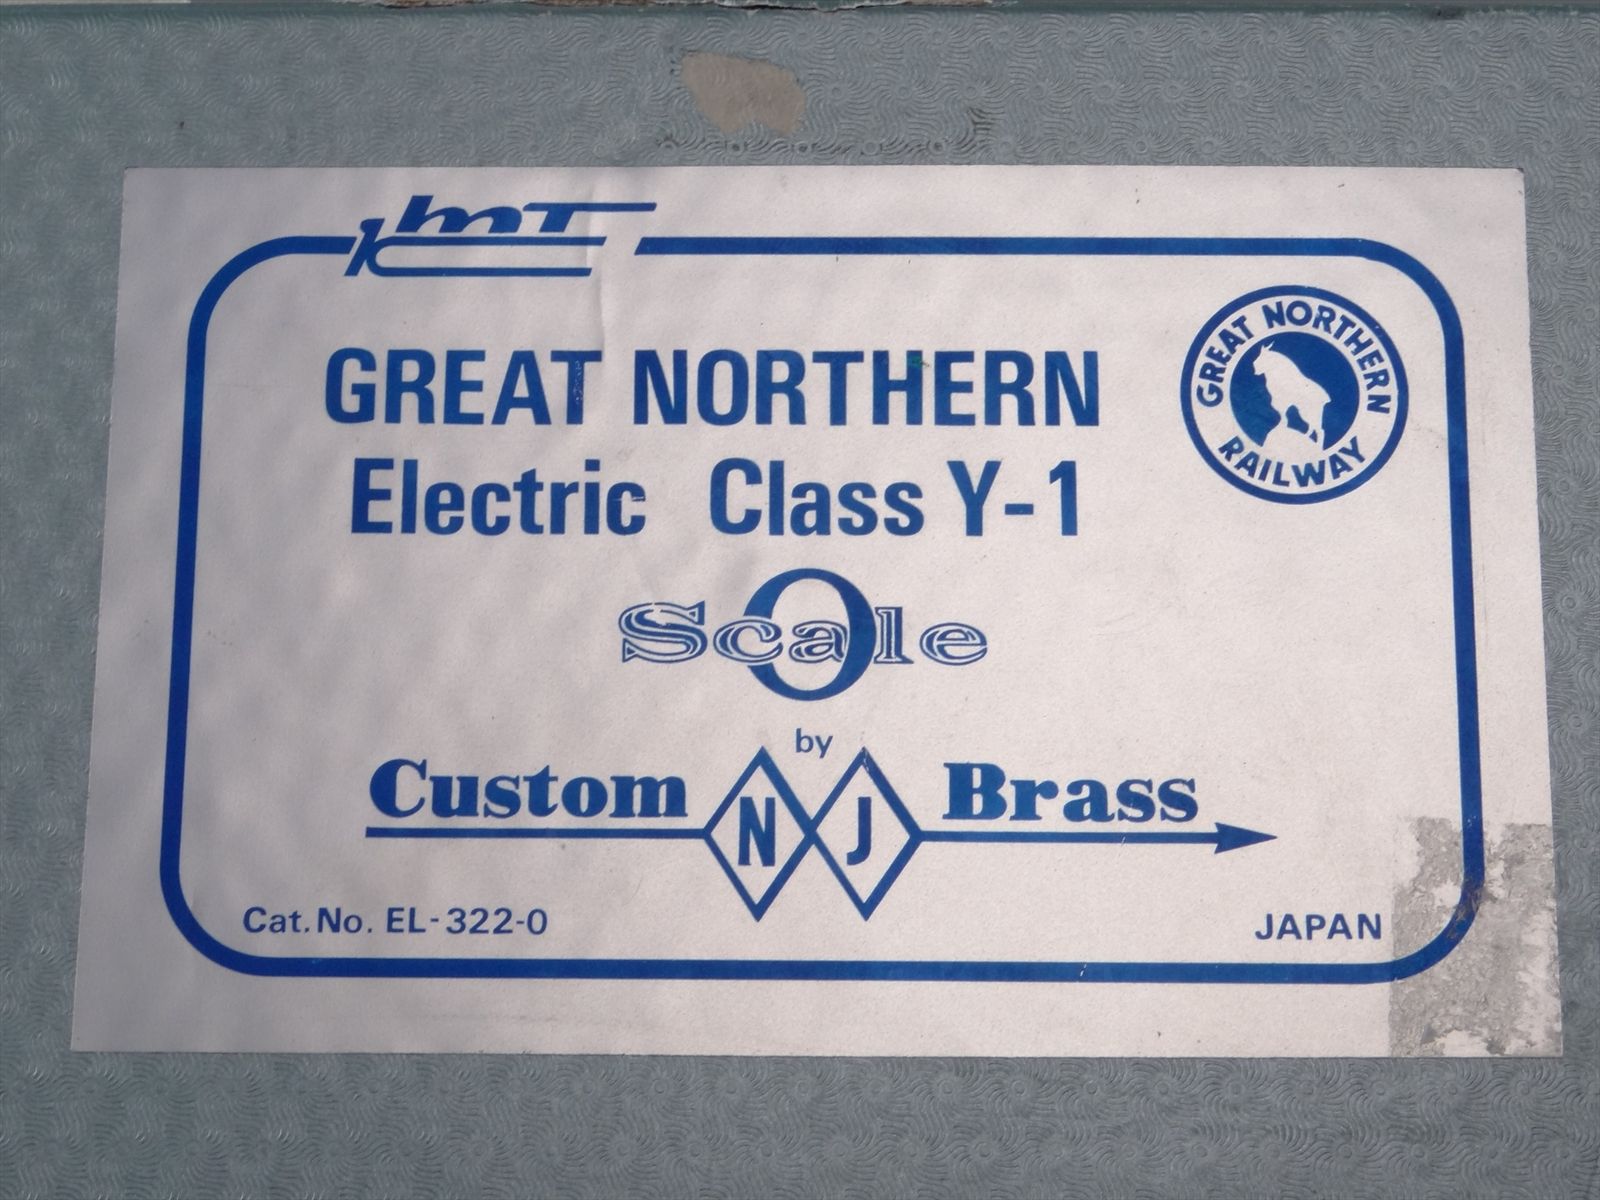 KMT
GREAT NORTHERN
Electric Class Y-1
GREAT NORTHERN
RAILWAY
O Scale
by
Custom NJ Brass
Cat. No. EL-322-0
JAPAN